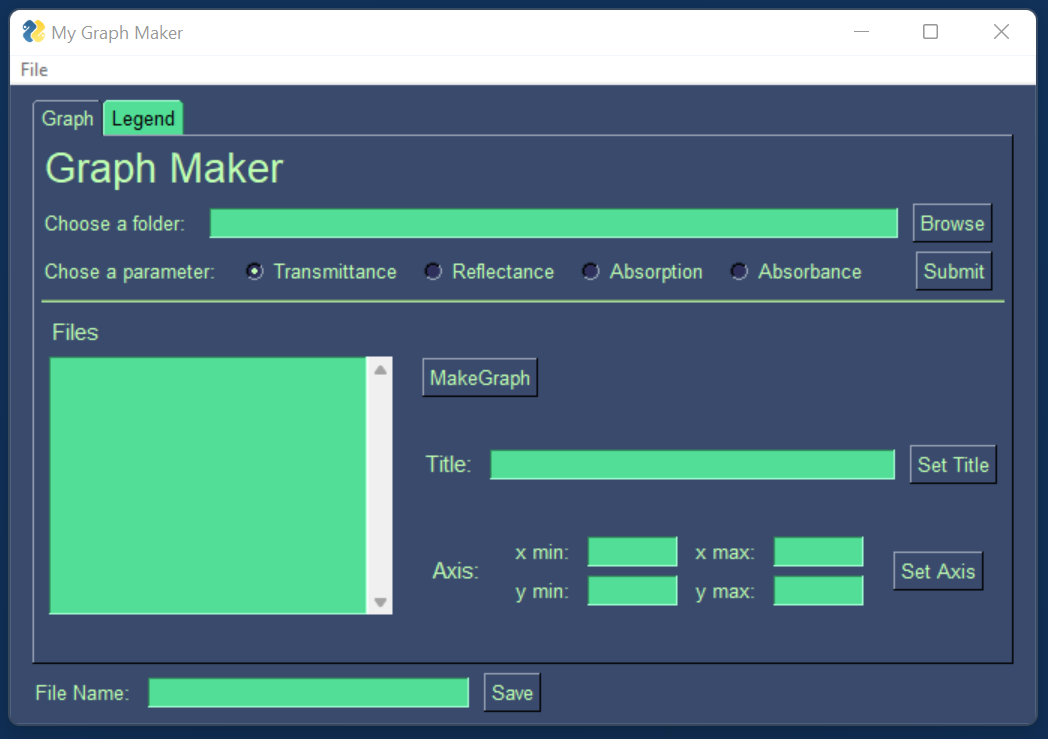 My Graph Maker
File
Graph Legend
Graph Maker
Choose a folder: Browse
Chose a parameter: Transmittance Reflectance Absorption Absorbance Submit
Files
MakeGraph
Title: Set Title
x min: x max:
Axis: Set Axis
y min: y max:
File Name: Save